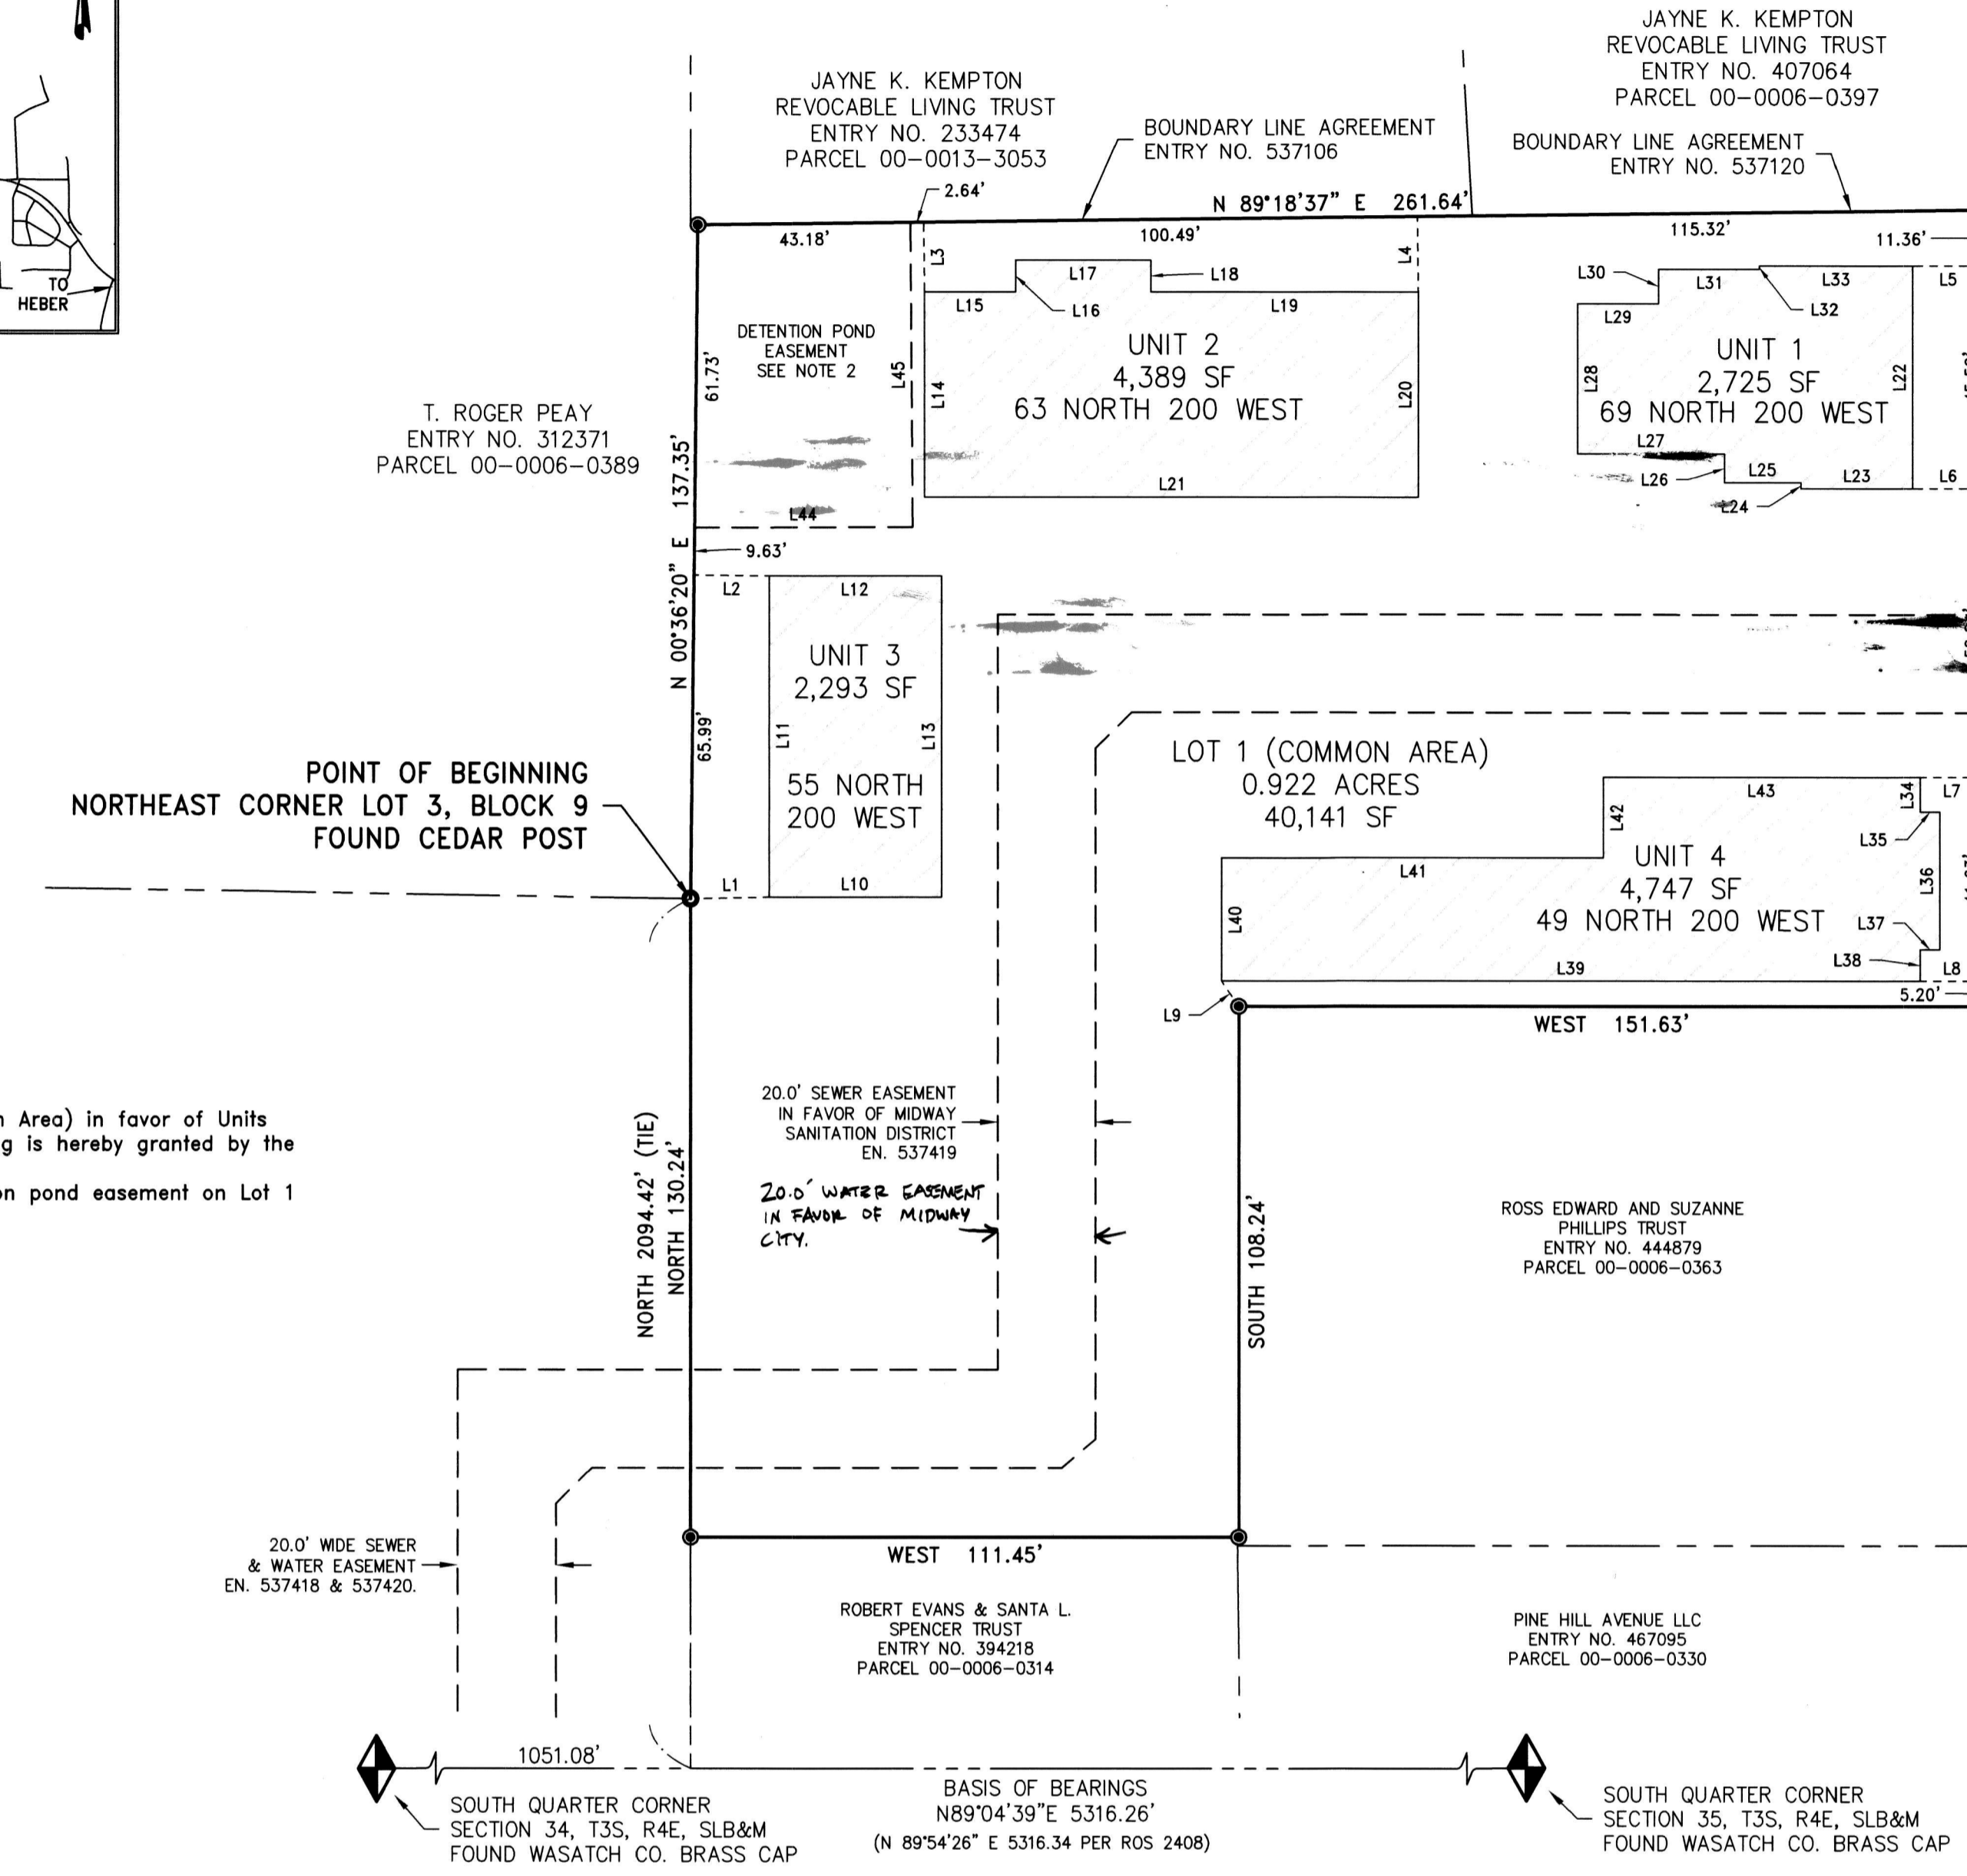 TO
HEBER
JAYNE K. KEMPTON
REVOCABLE LIVING TRUST
ENTRY NO. 233474
PARCEL 00-0013-3053
BOUNDARY LINE AGREEMENT
ENTRY NO. 537106
JAYNE K. KEMPTON
REVOCABLE LIVING TRUST
ENTRY NO. 407064
PARCEL 00-0006-0397
BOUNDARY LINE AGREEMENT
ENTRY NO. 537120
2.64'
N 89°18'37" E 261.64'
43.18'
100.49'
115.32'
11.36'
L3
L4
L17
L18
L15
L16
L19
UNIT 2
4,389 SF
63 NORTH 200 WEST
L14
L20
L21
L30
L31
L33
L5
L29
L32
UNIT 1
2,725 SF
69 NORTH 200 WEST
L28
L22
L27
L26
L25
L23
L6
L24
DETENTION POND
EASEMENT
SEE NOTE 2
L45
L44
61.73'
N 00°36'20" E 137.35'
9.63'
65.99'
T. ROGER PEAY
ENTRY NO. 312371
PARCEL 00-0006-0389
L2
L12
UNIT 3
2,293 SF
L11
L13
55 NORTH
200 WEST
L1
L10
POINT OF BEGINNING
NORTHEAST CORNER LOT 3, BLOCK 9
FOUND CEDAR POST
LOT 1 (COMMON AREA)
0.922 ACRES
40,141 SF
L43
L34
L7
L42
L35
L41
UNIT 4
4,747 SF
49 NORTH 200 WEST
L36
L37
L40
L38
L39
L8
L9
5.20'
WEST 151.63'
Area) in favor of Units
g is hereby granted by the
on pond easement on Lot 1
NORTH 2094.42' (TIE)
NORTH 130.24'
20.0' SEWER EASEMENT
IN FAVOR OF MIDWAY
SANITATION DISTRICT
EN. 537419
20.0' WATER EASEMENT
IN FAVOR OF MIDWAY
CITY.
SOUTH 108.24'
ROSS EDWARD AND SUZANNE
PHILLIPS TRUST
ENTRY NO. 444879
PARCEL 00-0006-0363
20.0' WIDE SEWER
& WATER EASEMENT
EN. 537418 & 537420.
WEST 111.45'
ROBERT EVANS & SANTA L.
SPENCER TRUST
ENTRY NO. 394218
PARCEL 00-0006-0314
PINE HILL AVENUE LLC
ENTRY NO. 467095
PARCEL 00-0006-0330
1051.08'
SOUTH QUARTER CORNER
SECTION 34, T3S, R4E, SLB&M
FOUND WASATCH CO. BRASS CAP
BASIS OF BEARINGS
N89°04'39"E 5316.26'
(N 89°54'26" E 5316.34 PER ROS 2408)
SOUTH QUARTER CORNER
SECTION 35, T3S, R4E, SLB&M
FOUND WASATCH CO. BRASS CAP